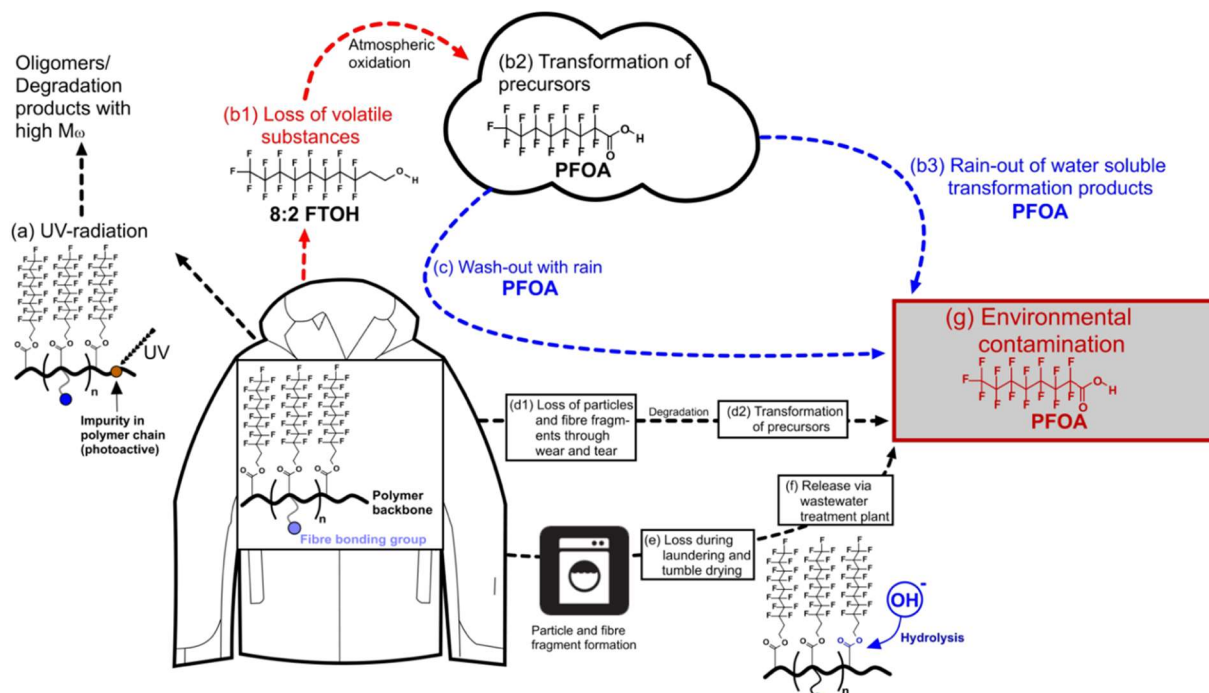 Oligomers/
Degradation
products with
high Mω
(a) UV-radiation
UV
n
Impurity in
polymer chain
(photoactive)
(b1) Loss of volatile
substances
8:2 FTOH
Atmospheric
oxidation
(b2) Transformation of
precursors
PFOA
(b3) Rain-out of water soluble
transformation products
PFOA
(c) Wash-out with rain
PFOA
(g) Environmental
contamination
PFOA
Polymer
backbone
n
Fibre bonding group
(d1) Loss of particles
and fibre frag-
ments through
wear and tear
Degradation
(d2) Transformation
of precursors
Particle and fibre
fragment formation
(e) Loss during
laundering and
tumble drying
(f) Release via
wastewater
treatment plant
OH-
Hydrolysis
n